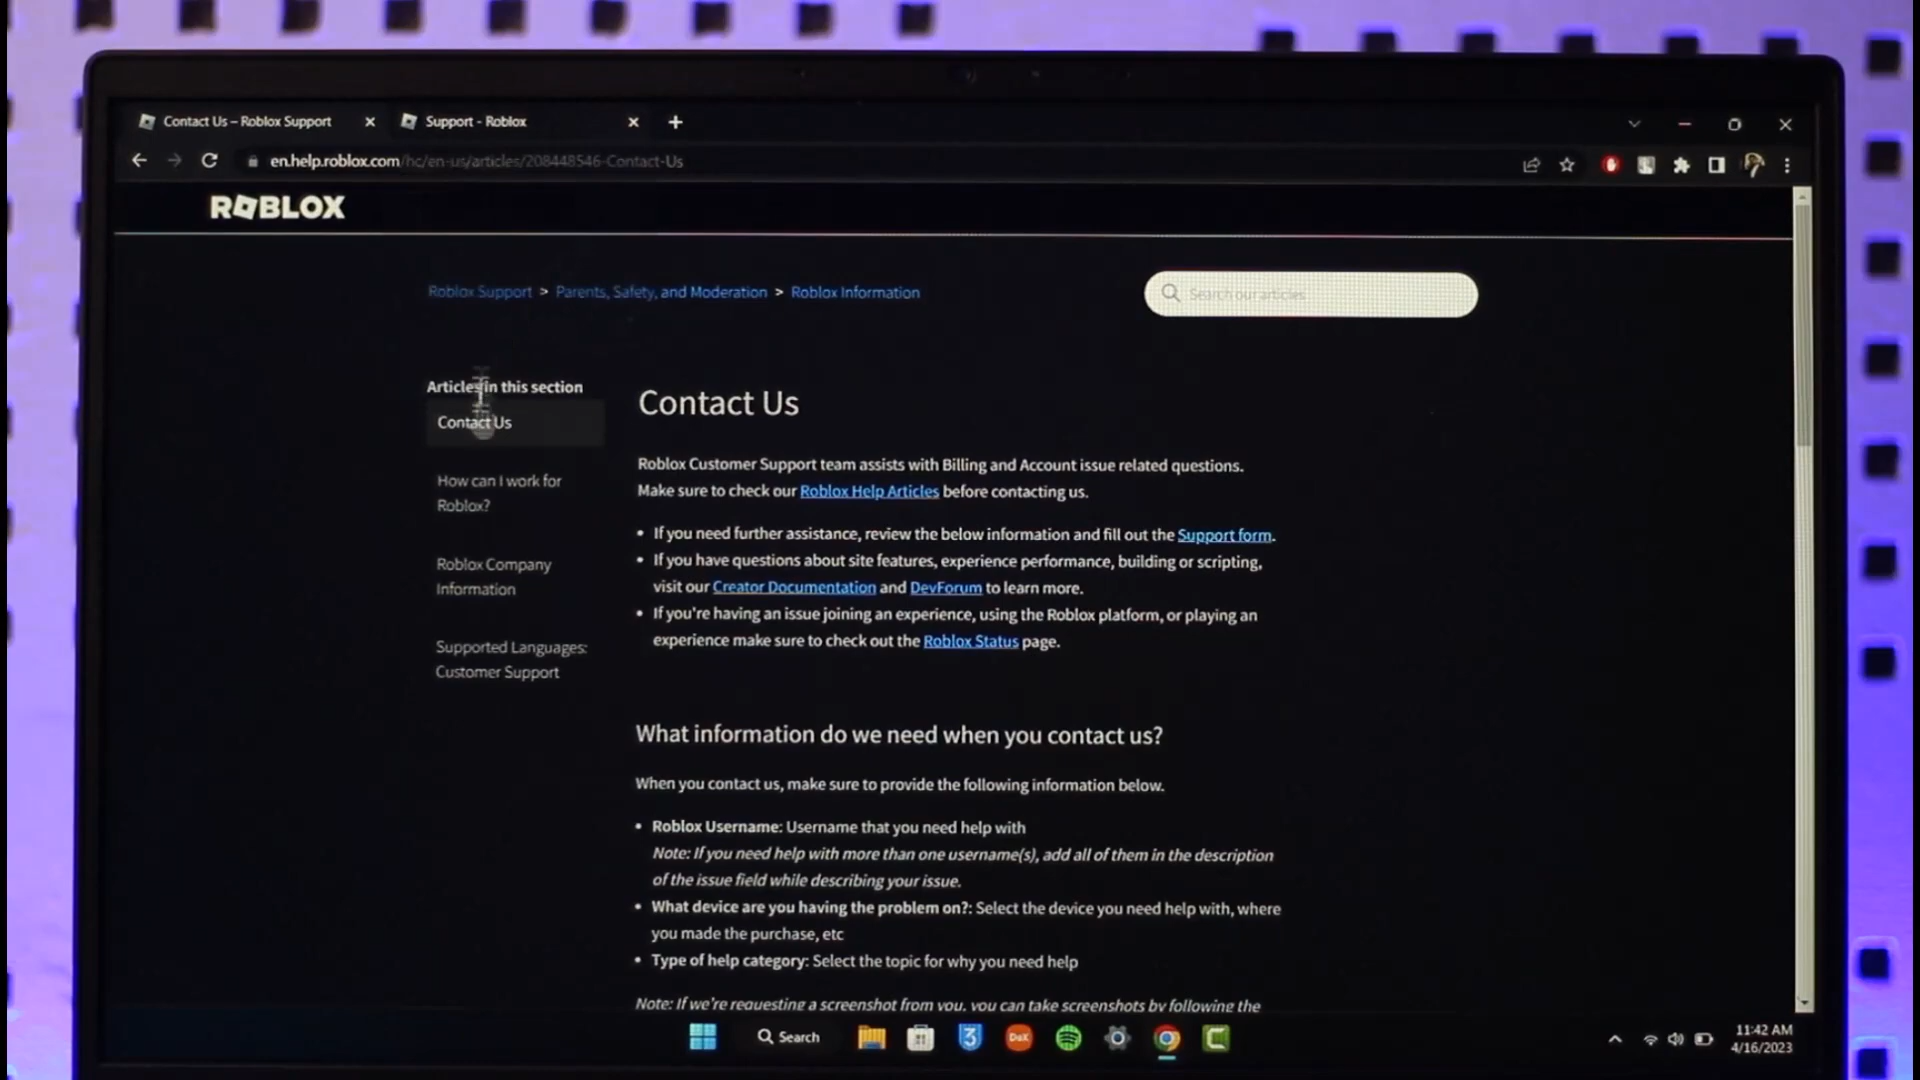 Contact Us – Roblox Support
Support - Roblox
en.help.roblox.com/hc/en-us/articles/208448546-Contact-Us
ROBLOX
Roblox Support > Parents, Safety, and Moderation > Roblox Information
Search our articles
Articles in this section
Contact Us
How can I work for
Roblox?
Roblox Company
Information
Supported Languages:
Customer Support
Contact Us
Roblox Customer Support team assists with Billing and Account issue related questions.
Make sure to check our Roblox Help Articles before contacting us.
• If you need further assistance, review the below information and fill out the Support form.
• If you have questions about site features, experience performance, building or scripting,
visit our Creator Documentation and DevForum to learn more.
• If you're having an issue joining an experience, using the Roblox platform, or playing an
experience make sure to check out the Roblox Status page.
What information do we need when you contact us?
When you contact us, make sure to provide the following information below.
• Roblox Username: Username that you need help with
Note: If you need help with more than one username(s), add all of them in the description
of the issue field while describing your issue.
• What device are you having the problem on?: Select the device you need help with, where
you made the purchase, etc
• Type of help category: Select the topic for why you need help
Note: If we're requesting a screenshot from you, you can take screenshots by following the
Search
3
DeX
11:42 AM
4/16/2023